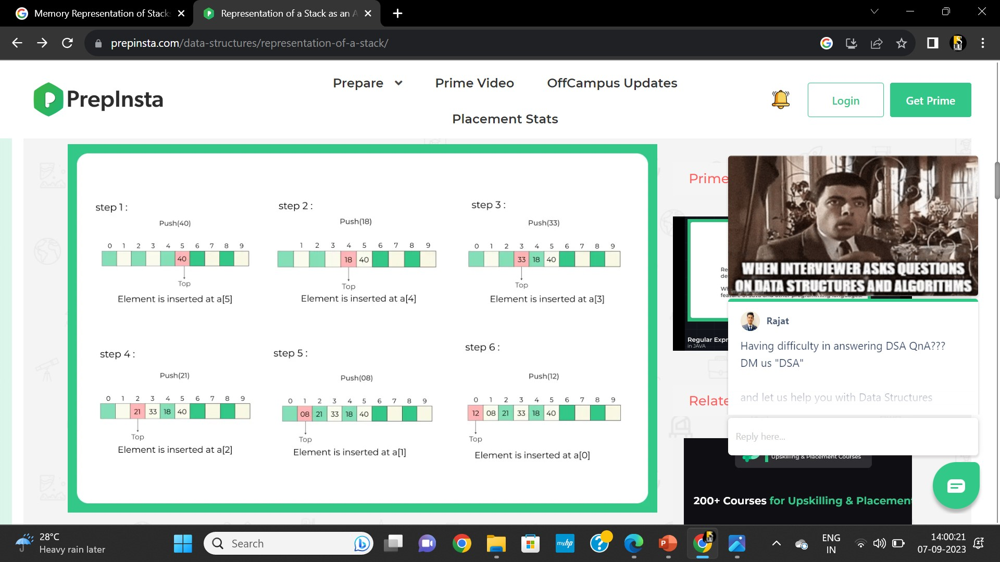 Memory Representation of Stack
Representation of a Stack as an A
prepinsta.com/data-structures/representation-of-a-stack/
PrepInsta
Prepare
Prime Video
OffCampus Updates
Placement Stats
Login
Get Prime
step 1 :
Push(40)
0 1 2 3 4 5 6 7 8 9
40
Top
Element is inserted at a[5]
step 2 :
Push(18)
1 2 3 4 5 6 7 8 9
18 40
Top
Element is inserted at a[4]
step 3 :
Push(33)
0 1 2 3 4 5 6 7 8 9
33 18 40
Top
Element is inserted at a[3]
step 4 :
Push(21)
0 1 2 3 4 5 6 7 8 9
21 33 18 40
Top
Element is inserted at a[2]
step 5 :
Push(08)
0 1 2 3 4 5 6 7 8 9
08 21 33 18 40
Top
Element is inserted at a[1]
step 6 :
Push(12)
0 1 2 3 4 5 6 7 8 9
12 08 21 33 18 40
Top
Element is inserted at a[0]
Prime
Regular Expr
in JAVA
WHEN INTERVIEWER ASKS QUESTIONS
ON DATA STRUCTURES AND ALGORITHMS
Rajat
Having difficulty in answering DSA QnA???
DM us "DSA"
and let us help you with Data Structures
Reply here...
Relate
Upskilling & Placement Courses
200+ Courses for Upskilling & Placement
28°C
Heavy rain later
Search
myhp
ENG
IN
14:00:21
07-09-2023